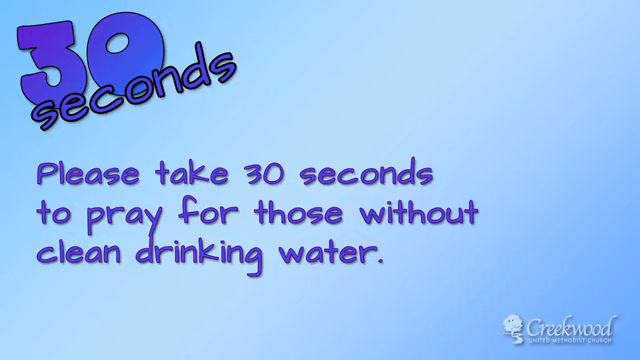 30
seconds
Please take 30 seconds
to pray for those without
clean drinking water.
Creekwood
UNITED METHODIST CHURCH